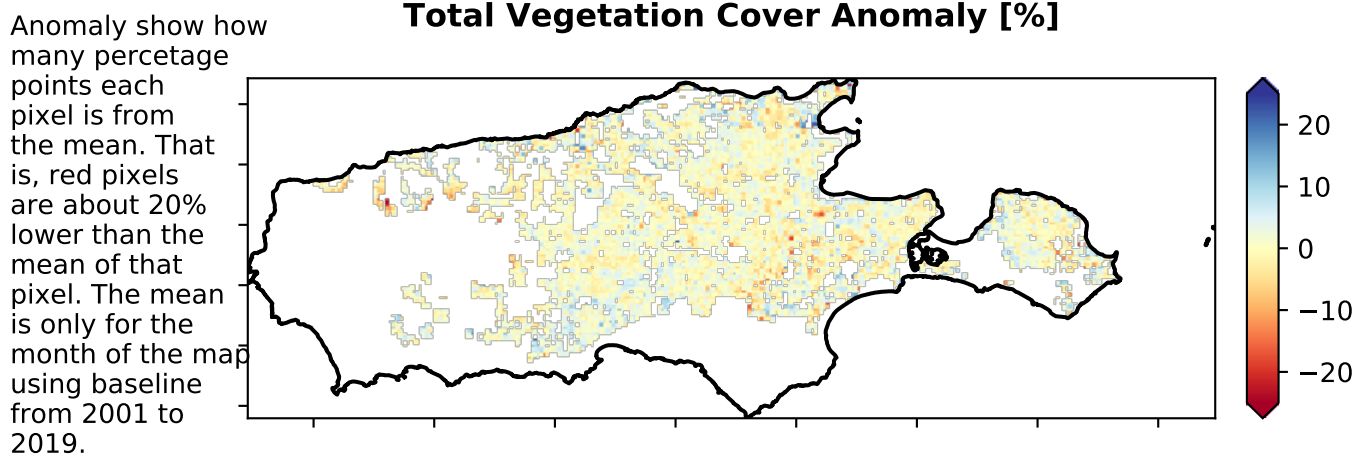 Total Vegetation Cover Anomaly [%]
Anomaly show how
many percetage
points each
pixel is from
the mean. That
is, red pixels
are about 20%
lower than the
mean of that
pixel. The mean
is only for the
month of the map
using baseline
from 2001 to
2019.
20
10
0
−10
−20